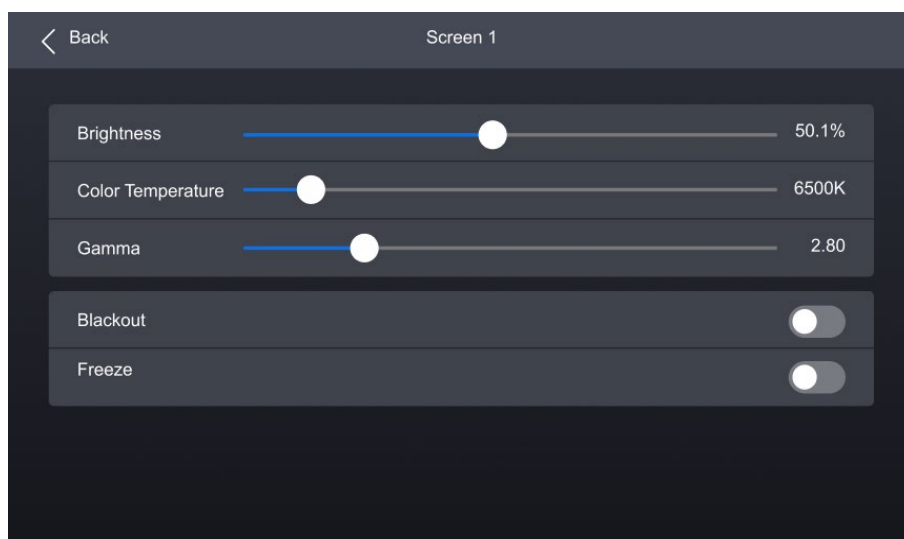 Back
Screen 1
Brightness 50.1%
Color Temperature 6500K
Gamma 2.80
Blackout
Freeze